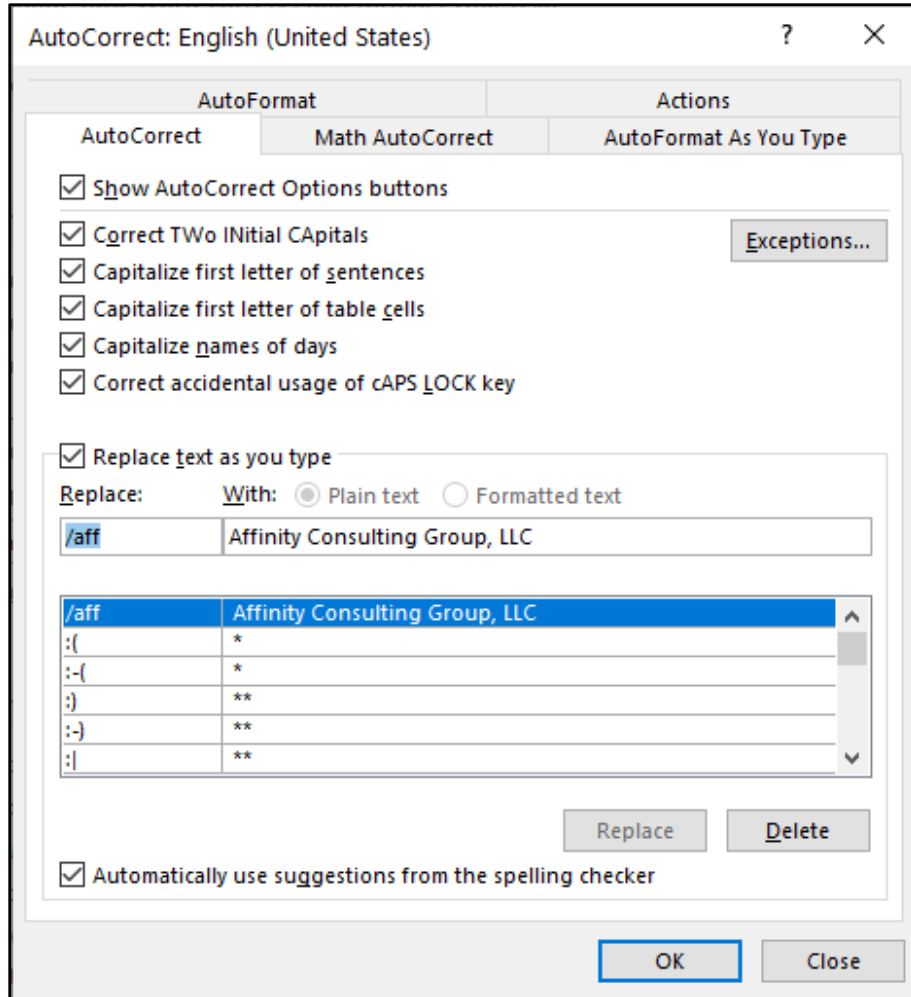 AutoCorrect: English (United States) ? ×
AutoFormat Actions
AutoCorrect Math AutoCorrect AutoFormat As You Type
Show AutoCorrect Options buttons
Correct TWo INitial CApitals Exceptions...
Capitalize first letter of sentences
Capitalize first letter of table cells
Capitalize names of days
Correct accidental usage of cAPS LOCK key
Replace text as you type
Replace: With: Plain text Formatted text
/aff Affinity Consulting Group, LLC
/aff Affinity Consulting Group, LLC
:( *
:-( *
:) **
:-) **
:| **
Replace Delete
Automatically use suggestions from the spelling checker
OK Close